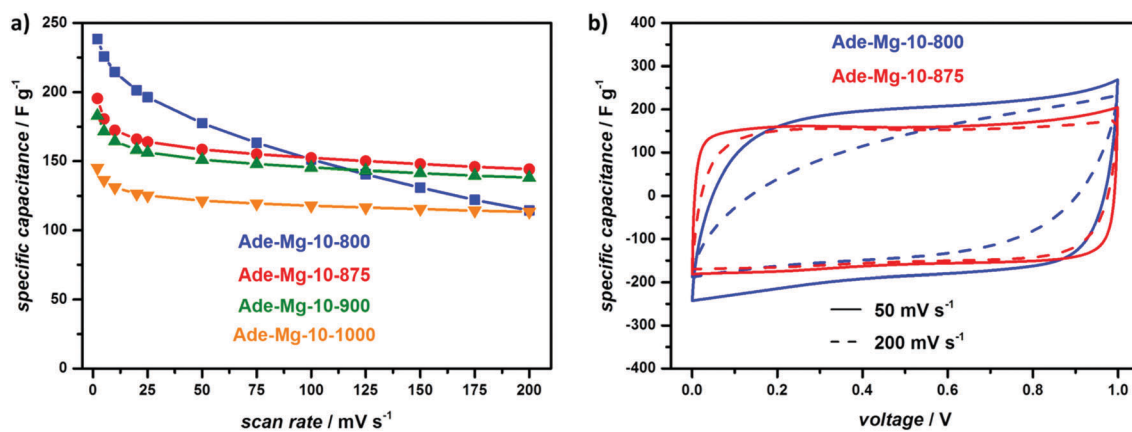 a)
specific capacitance / F g⁻¹
250
200
150
100
50
0
Ade-Mg-10-800
Ade-Mg-10-875
Ade-Mg-10-900
Ade-Mg-10-1000
0 25 50 75 100 125 150 175 200
scan rate / mV s⁻¹
b)
specific capacitance / F g⁻¹
400
300
200
100
0
-100
-200
-300
-400
Ade-Mg-10-800
Ade-Mg-10-875
50 mV s⁻¹
200 mV s⁻¹
0.0 0.2 0.4 0.6 0.8 1.0
voltage / V